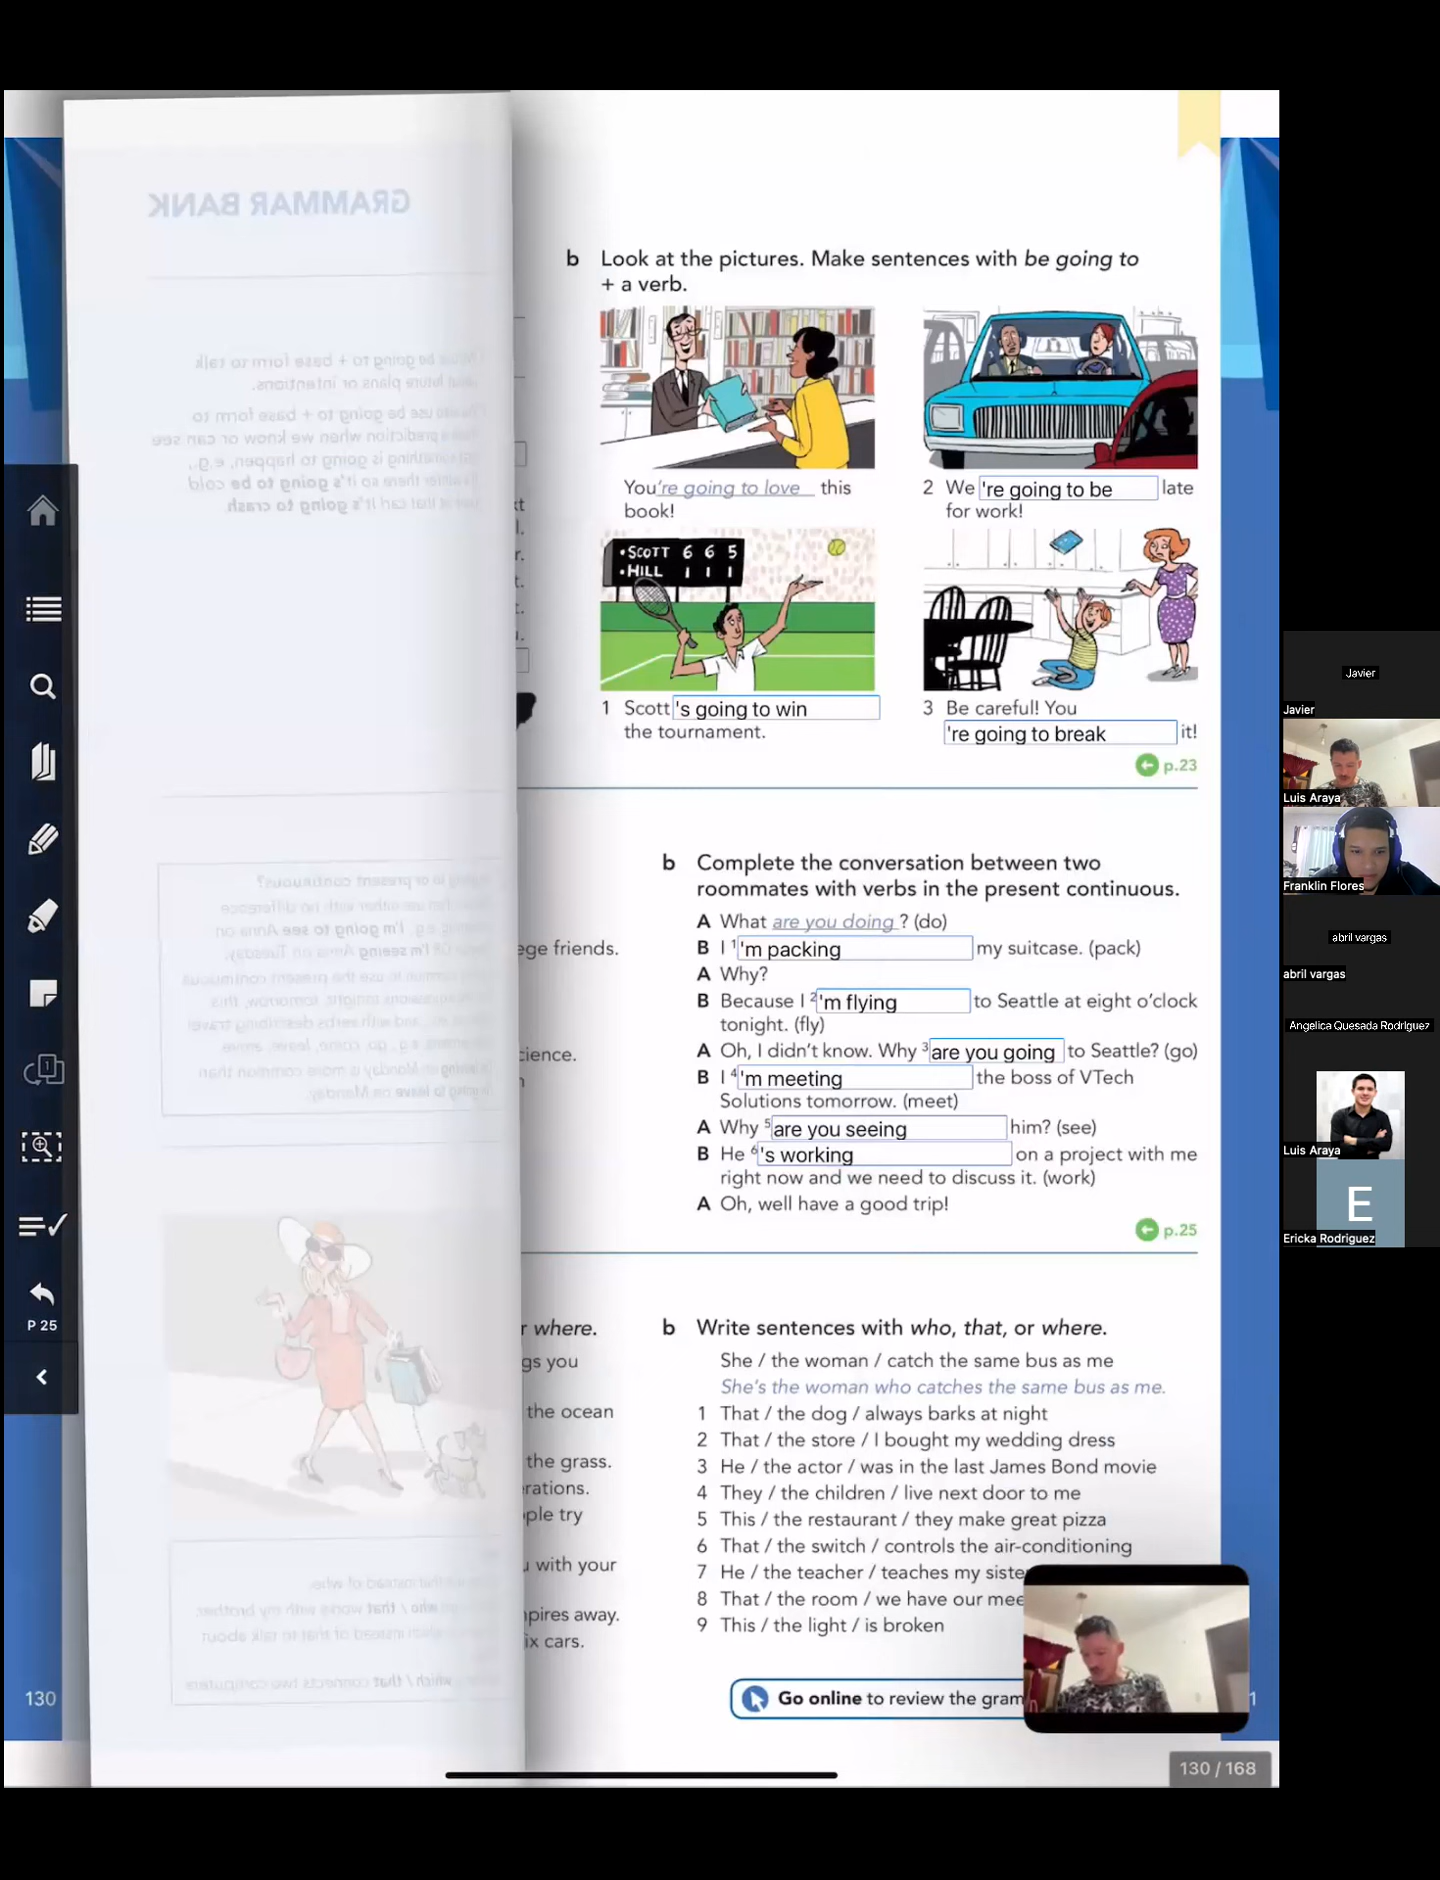 GRAMMAR BANK
b Look at the pictures. Make sentences with be going to
+ a verb.
You're going to love this
book!
2 We 're going to be late
for work!
• SCOTT 6 6 5
• HILL 1 1 1
1 Scott 's going to win
the tournament.
3 Be careful! You
're going to break it!
p.23
b Complete the conversation between two
roommates with verbs in the present continuous.
A What are you doing ? (do)
B I 1 'm packing my suitcase. (pack)
A Why?
B Because I 2 'm flying to Seattle at eight o'clock
tonight. (fly)
A Oh, I didn't know. Why 3 are you going to Seattle? (go)
B I 4 'm meeting the boss of VTech
Solutions tomorrow. (meet)
A Why 5 are you seeing him? (see)
B He 6 's working on a project with me
right now and we need to discuss it. (work)
A Oh, well have a good trip!
p.25
ege friends.
cience.
r where.
gs you
the ocean
the grass.
rations.
ple try
u with your
pires away.
ix cars.
b Write sentences with who, that, or where.
She / the woman / catch the same bus as me
She's the woman who catches the same bus as me.
1 That / the dog / always barks at night
2 That / the store / I bought my wedding dress
3 He / the actor / was in the last James Bond movie
4 They / the children / live next door to me
5 This / the restaurant / they make great pizza
6 That / the switch / controls the air-conditioning
7 He / the teacher / teaches my siste
8 That / the room / we have our mee
9 This / the light / is broken
Go online to review the gram
P 25
130
130 / 168
Javier
Javier
Luis Araya
Franklin Flores
abril vargas
abril vargas
Angelica Quesada Rodriguez
Luis Araya
E
Ericka Rodriguez